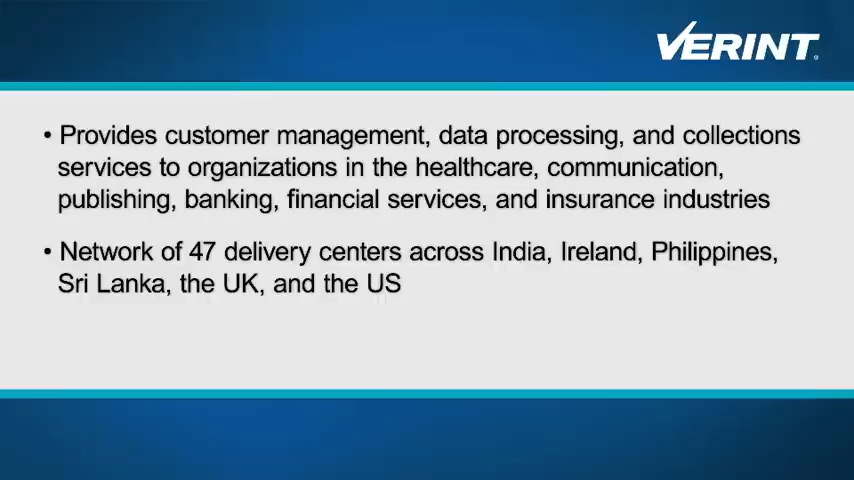 VERINT
• Provides customer management, data processing, and collections
services to organizations in the healthcare, communication,
publishing, banking, financial services, and insurance industries
• Network of 47 delivery centers across India, Ireland, Philippines,
Sri Lanka, the UK, and the US